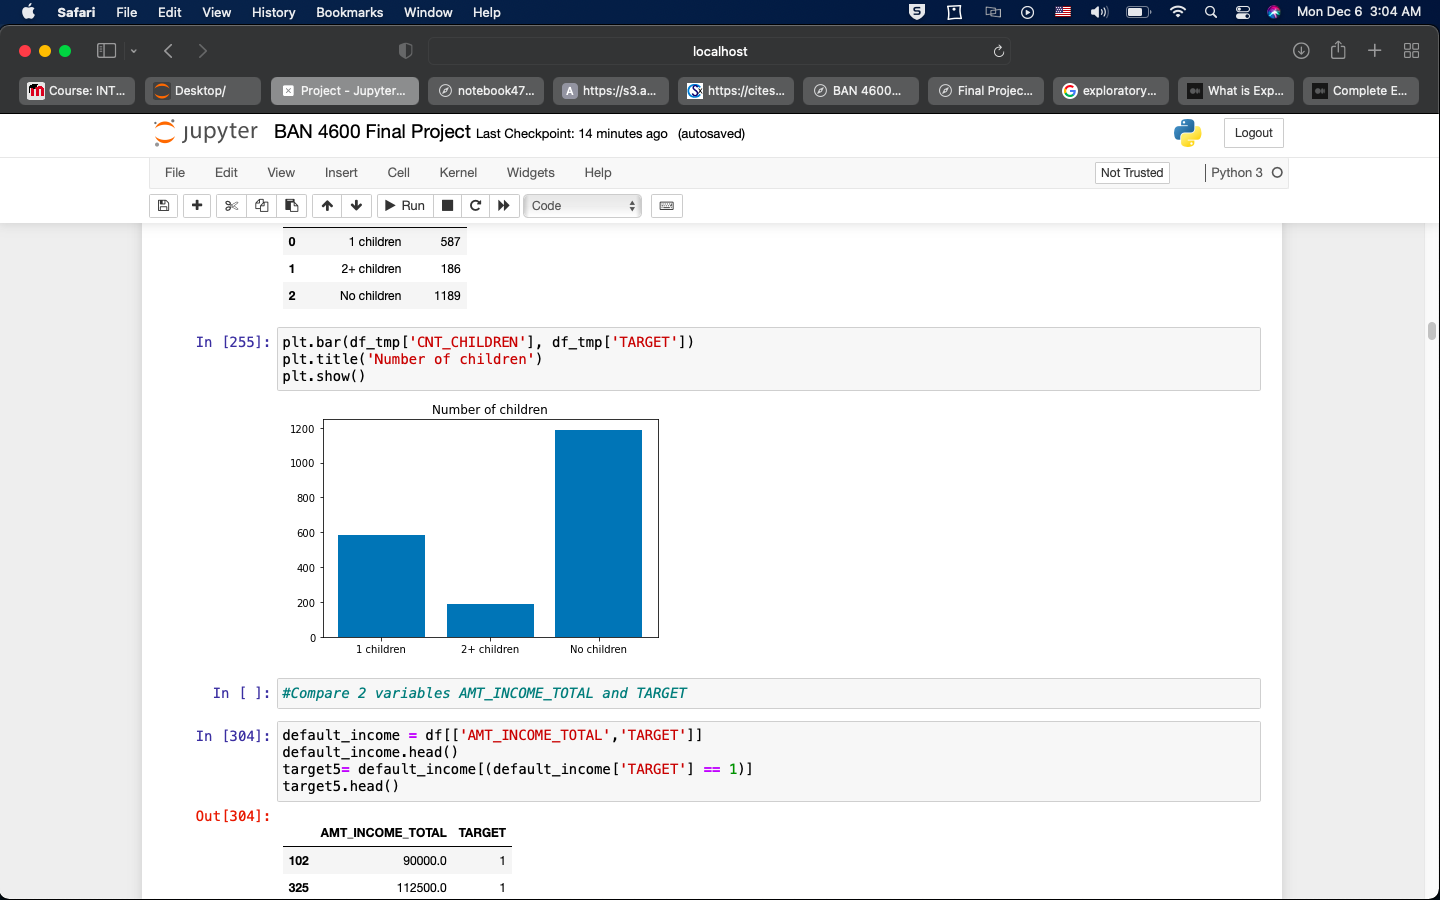 Safari File Edit View History Bookmarks Window Help S Mon Dec 6 3:04 AM
localhost
Course: INT... Desktop/ Project - Jupyter... notebook47... A https://s3.a... https://cites... BAN 4600... Final Projec... G exploratory... What is Exp... Complete E...
jupyter BAN 4600 Final Project Last Checkpoint: 14 minutes ago (autosaved) Logout
File Edit View Insert Cell Kernel Widgets Help Not Trusted Python 3
Run Code
0 1 children 587
1 2+ children 186
2 No children 1189
In [255]: plt.bar(df_tmp['CNT_CHILDREN'], df_tmp['TARGET'])
plt.title('Number of children')
plt.show()
Number of children
1200
1000
800
600
400
200
0
1 children 2+ children No children
In [ ]: #Compare 2 variables AMT_INCOME_TOTAL and TARGET
In [304]: default_income = df[['AMT_INCOME_TOTAL','TARGET']]
default_income.head()
target5= default_income[(default_income['TARGET'] == 1)]
target5.head()
Out[304]:
AMT_INCOME_TOTAL TARGET
102 90000.0 1
325 112500.0 1